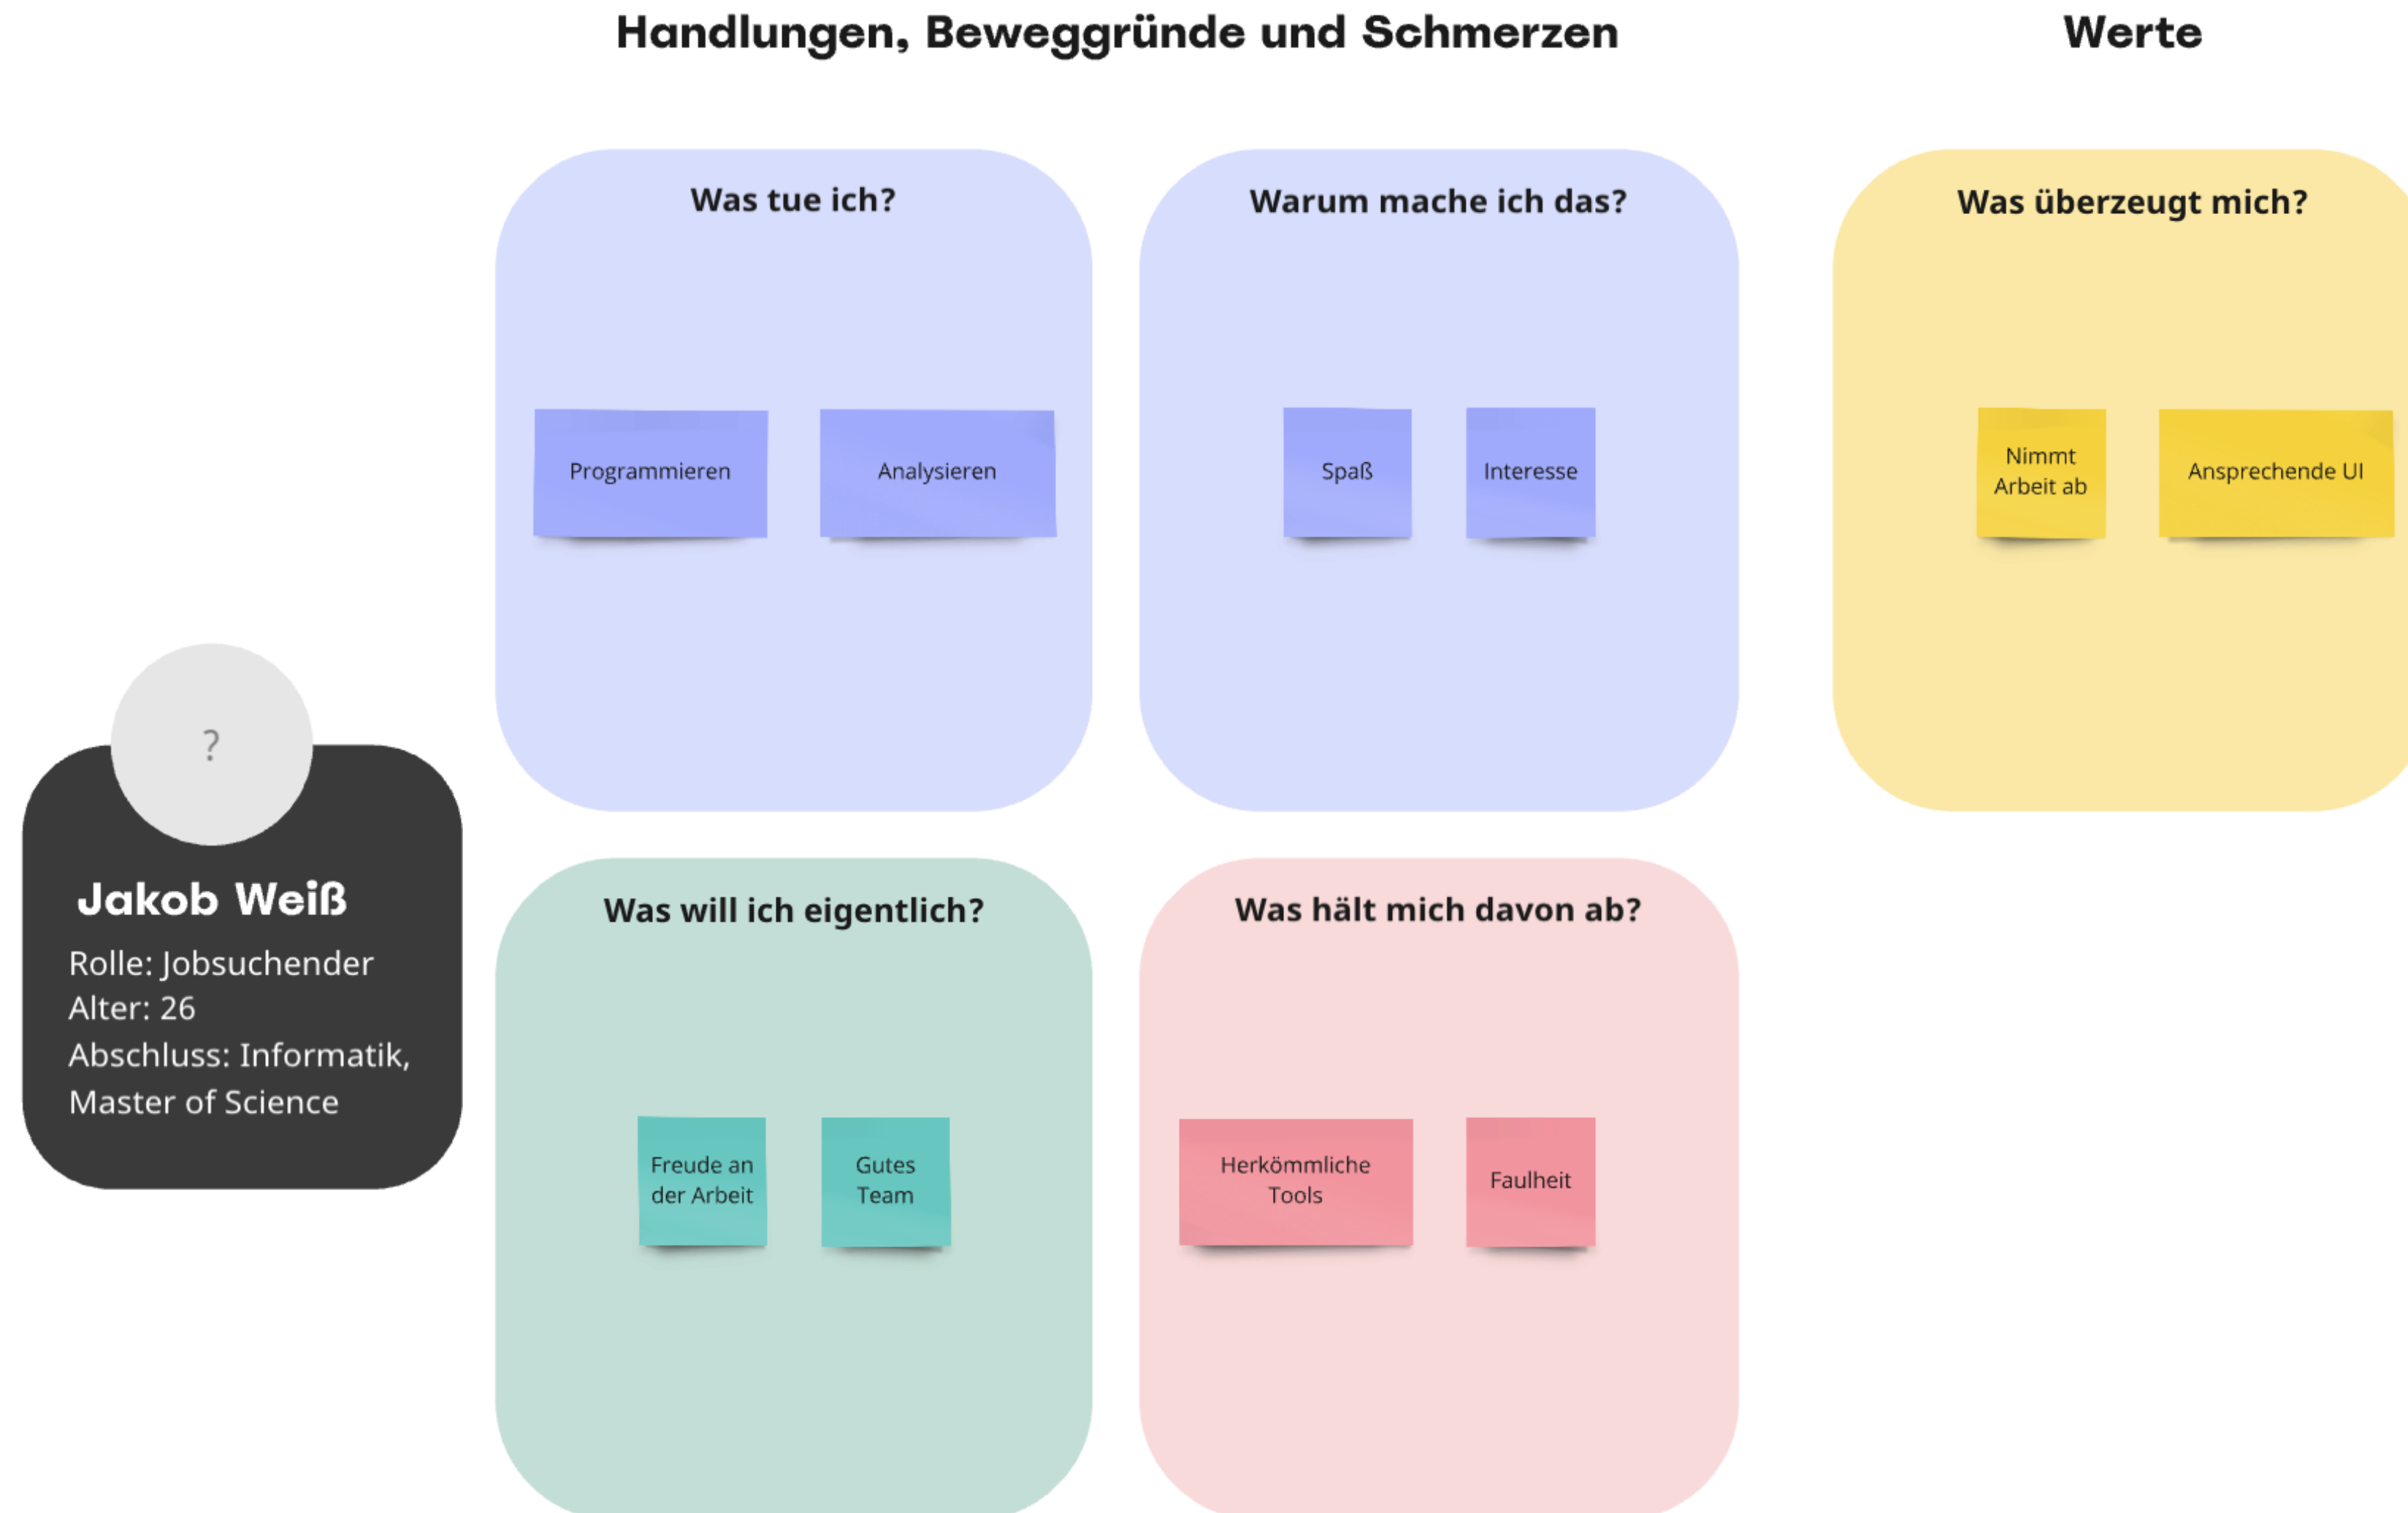 Handlungen, Beweggründe und Schmerzen
Werte
Was tue ich?
Programmieren
Analysieren
Warum mache ich das?
Spaß
Interesse
Was überzeugt mich?
Nimmt
Arbeit ab
Ansprechende UI
?
Jakob Weiß
Rolle: Jobsuchender
Alter: 26
Abschluss: Informatik,
Master of Science
Was will ich eigentlich?
Freude an
der Arbeit
Gutes
Team
Was hält mich davon ab?
Herkömmliche
Tools
Faulheit